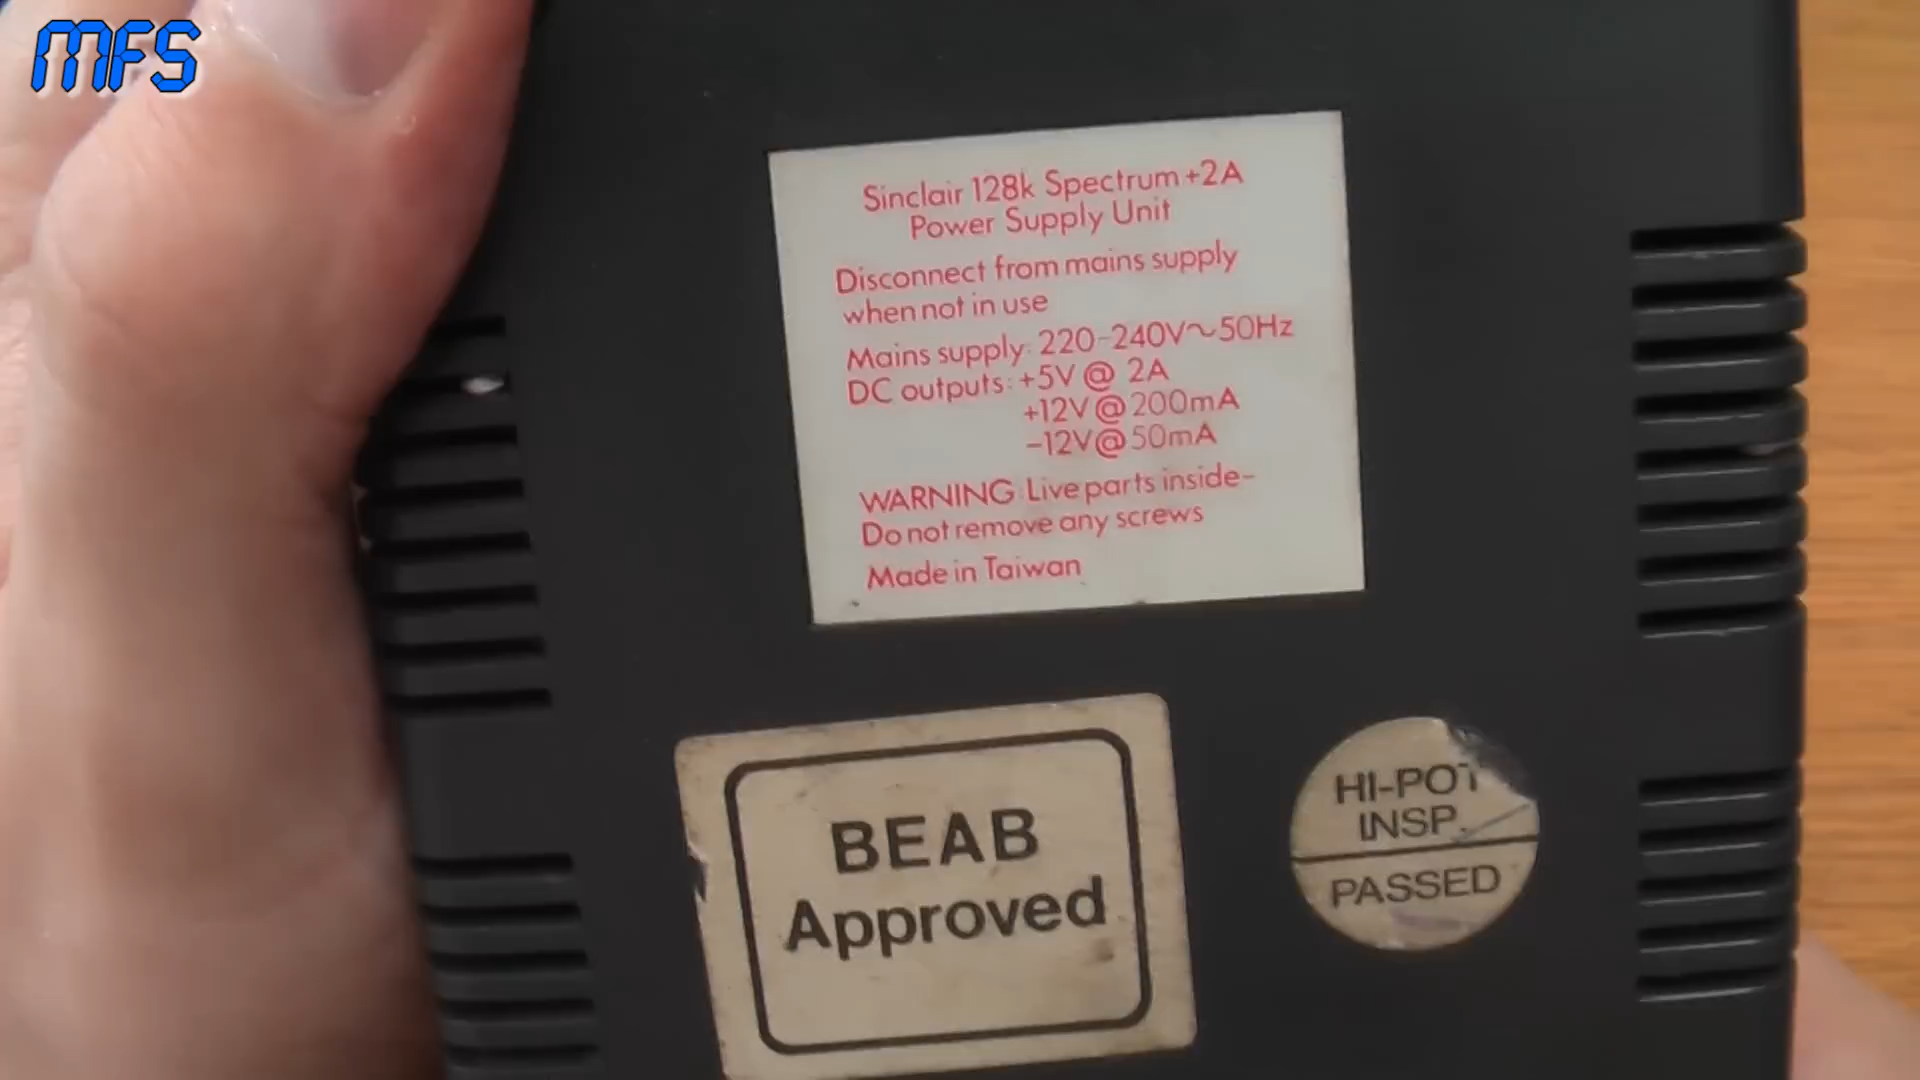 MFS
Sinclair 128k Spectrum +2A
Power Supply Unit
Disconnect from mains supply
when not in use
Mains supply: 220-240V~50Hz
DC outputs: +5V @ 2A
+12V @ 200mA
-12V @ 50mA
WARNING: Live parts inside-
Do not remove any screws
Made in Taiwan
BEAB
Approved
HI-POT
INSP.
PASSED